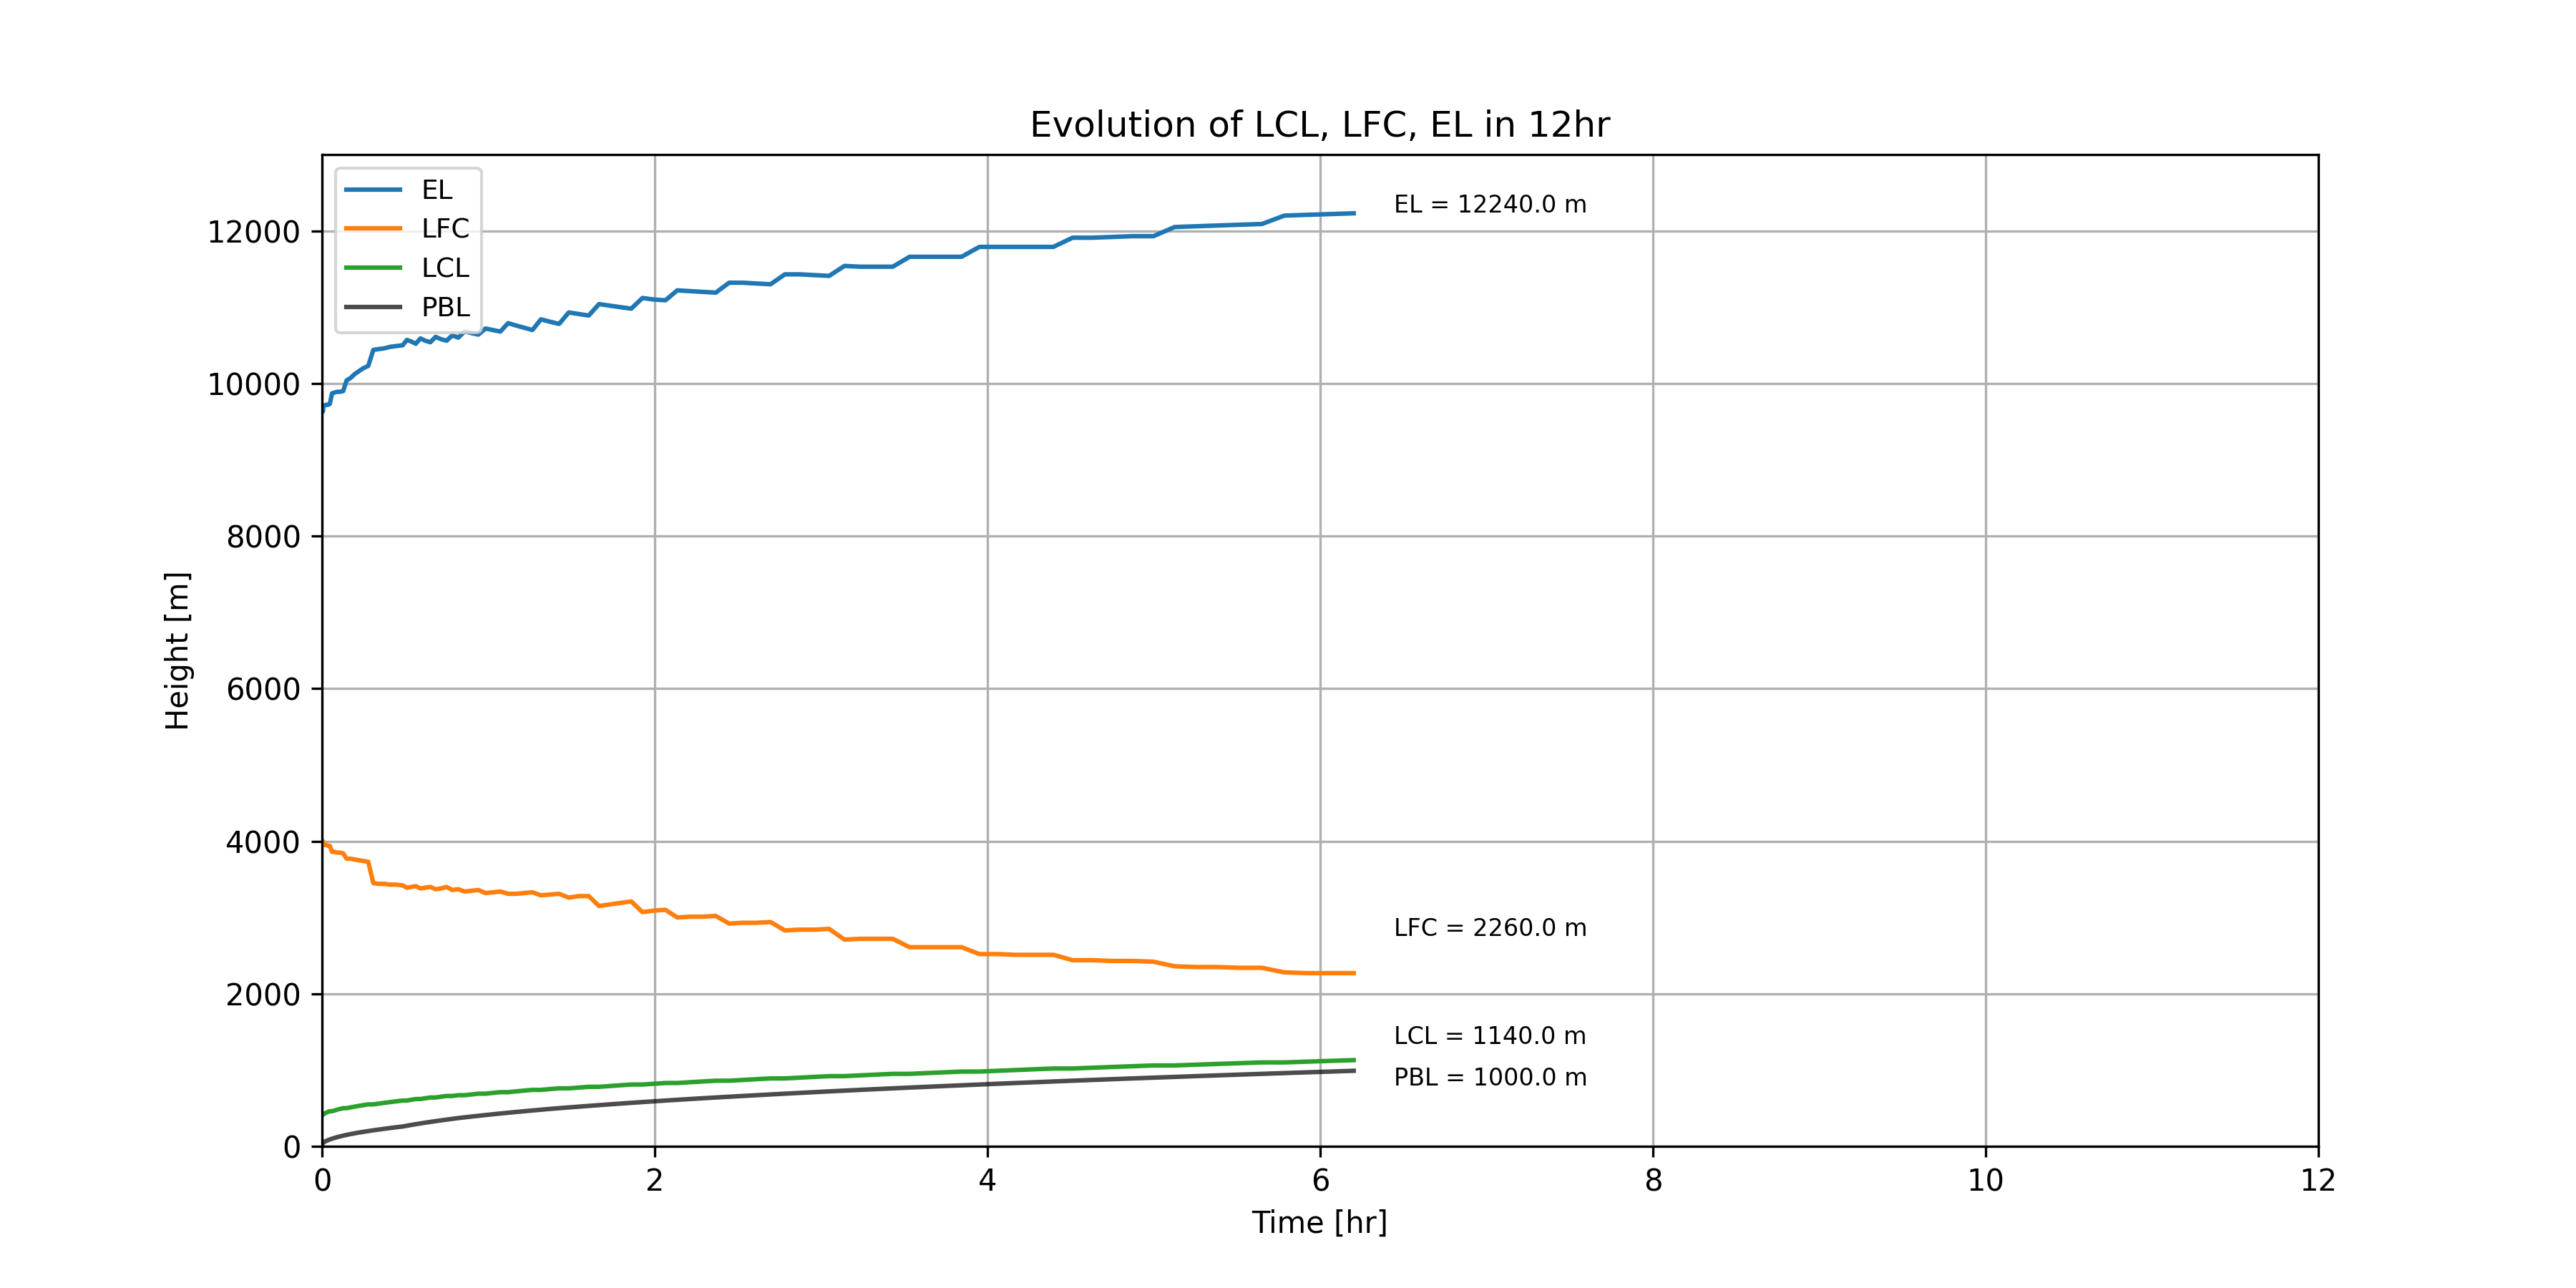 Evolution of LCL, LFC, EL in 12hr
EL
LFC
LCL
PBL
EL = 12240.0 m
LFC = 2260.0 m
LCL = 1140.0 m
PBL = 1000.0 m
12000
10000
8000
6000
4000
2000
0
Height [m]
0 2 4 6 8 10 12
Time [hr]